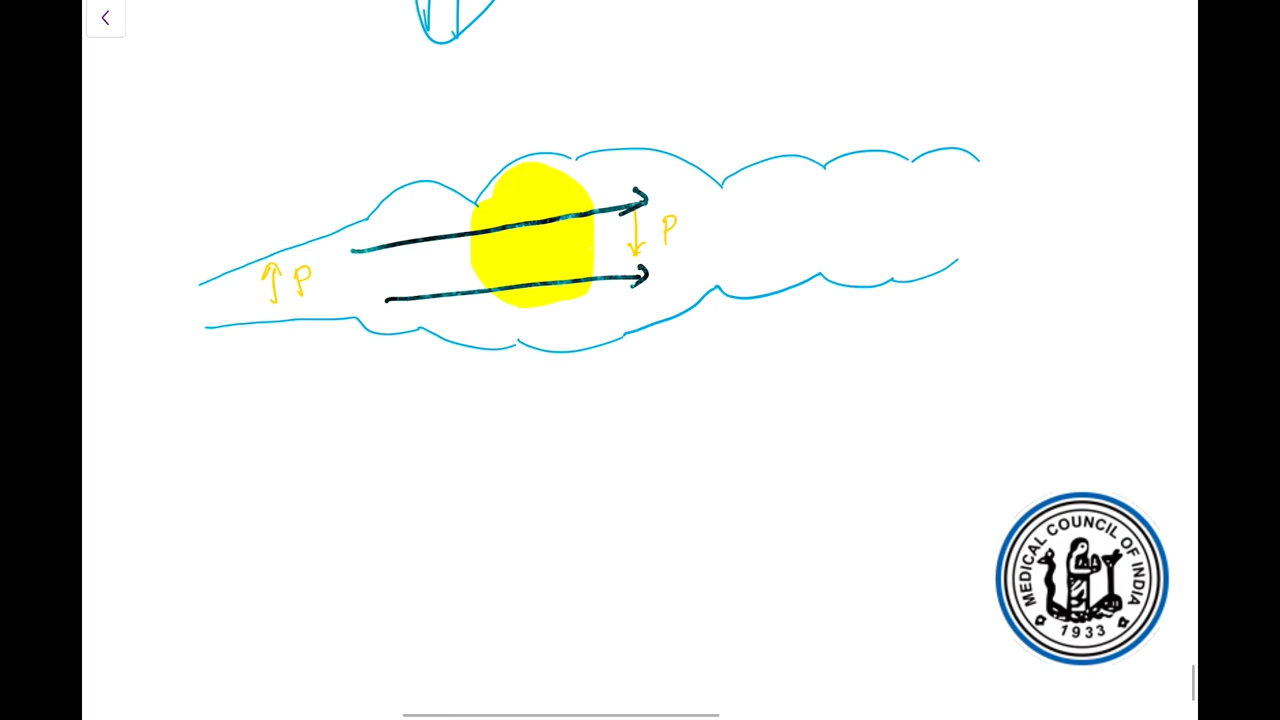 ↑ P
↓ P
MEDICAL COUNCIL OF INDIA
1933